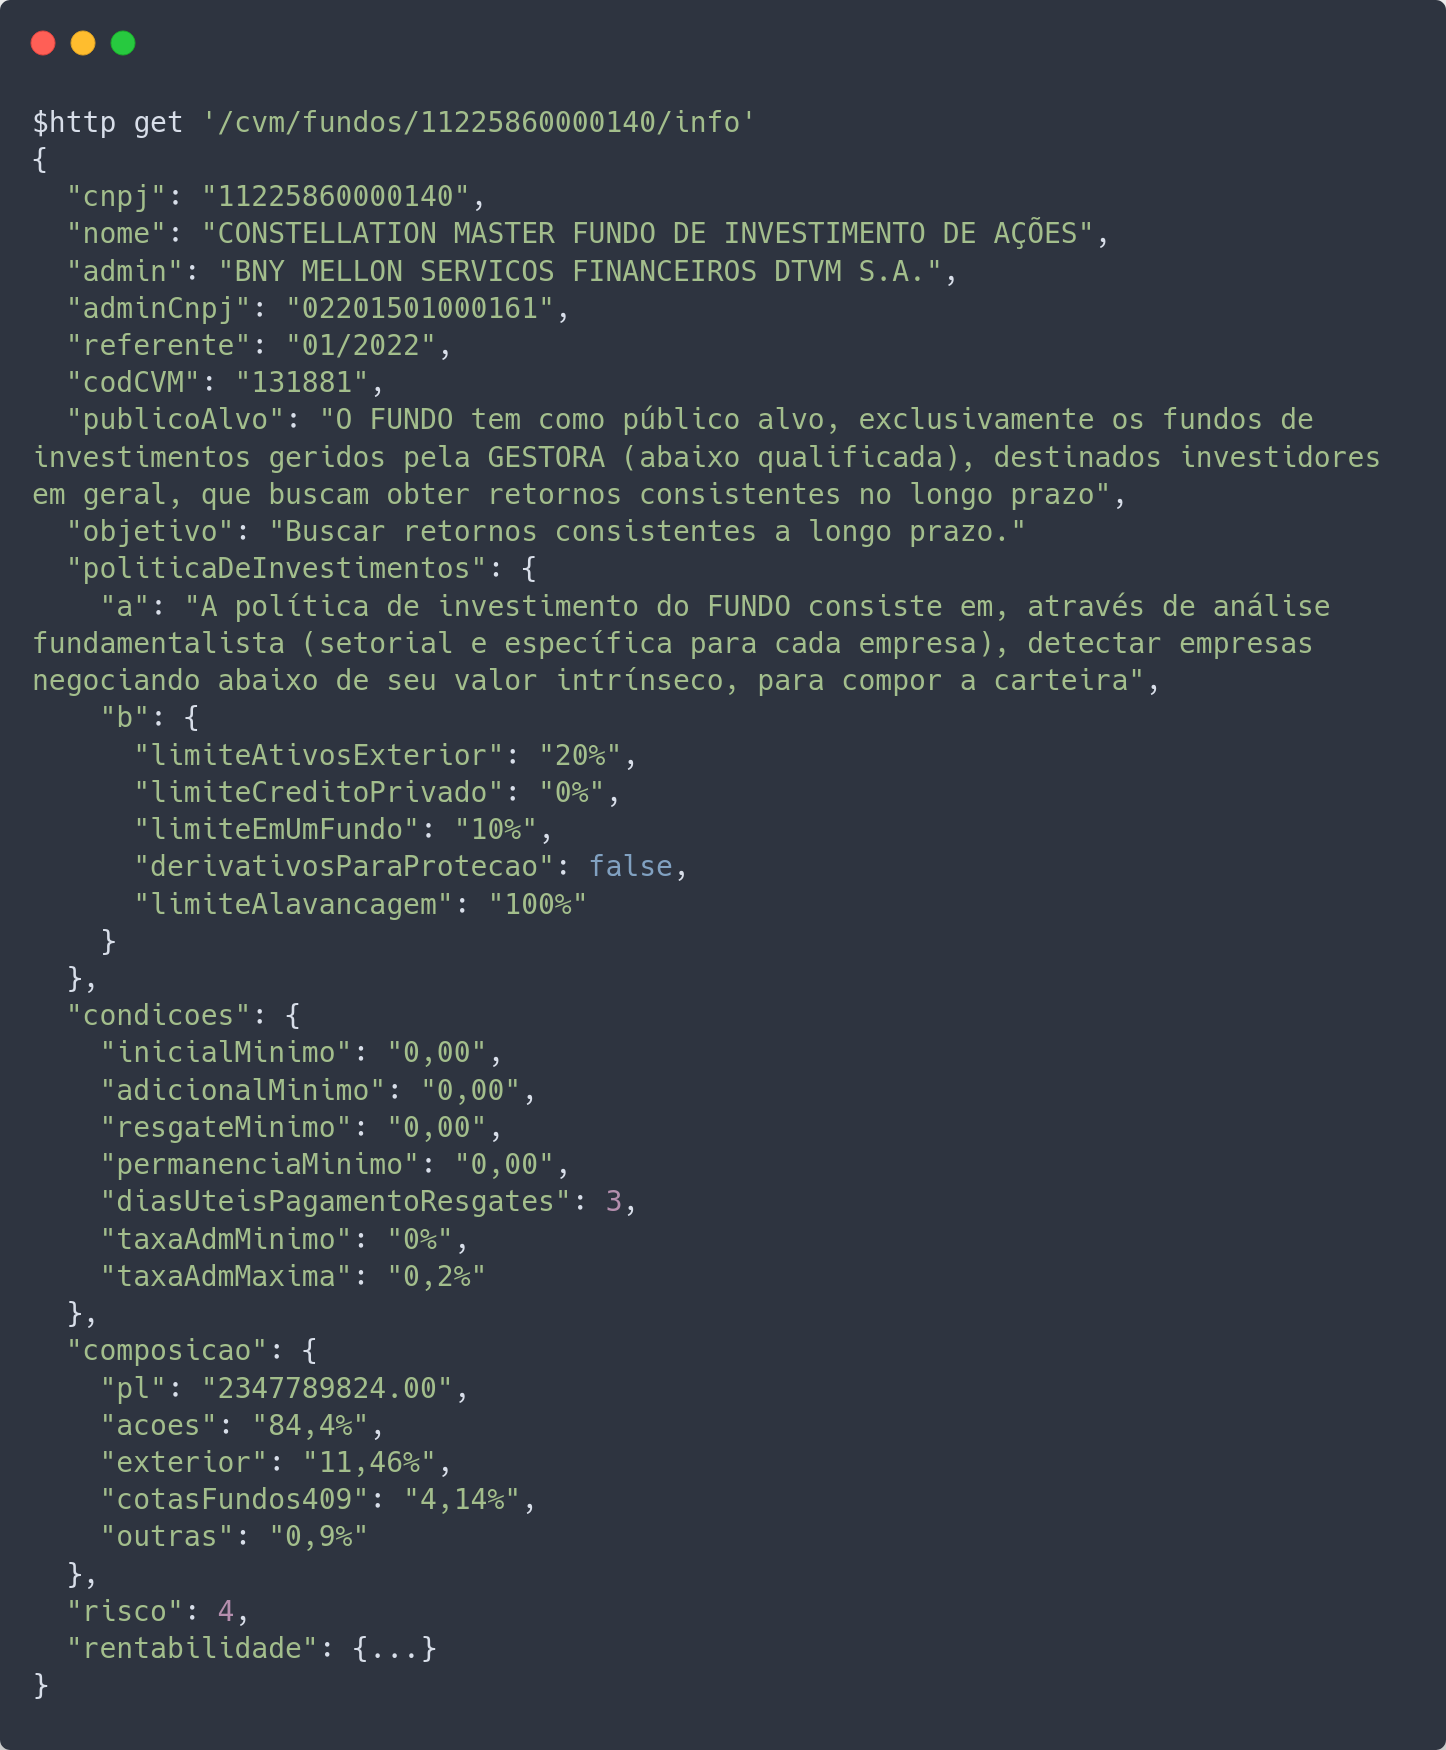 $http get '/cvm/fundos/11225860000140/info'
{
  "cnpj": "11225860000140",
  "nome": "CONSTELLATION MASTER FUNDO DE INVESTIMENTO DE AÇÕES",
  "admin": "BNY MELLON SERVICOS FINANCEIROS DTVM S.A.",
  "adminCnpj": "02201501000161",
  "referente": "01/2022",
  "codCVM": "131881",
  "publicoAlvo": "O FUNDO tem como público alvo, exclusivamente os fundos de
investimentos geridos pela GESTORA (abaixo qualificada), destinados investidores
em geral, que buscam obter retornos consistentes no longo prazo",
  "objetivo": "Buscar retornos consistentes a longo prazo."
  "politicaDeInvestimentos": {
    "a": "A política de investimento do FUNDO consiste em, através de análise
fundamentalista (setorial e específica para cada empresa), detectar empresas
negociando abaixo de seu valor intrínseco, para compor a carteira",
    "b": {
      "limiteAtivosExterior": "20%",
      "limiteCreditoPrivado": "0%",
      "limiteEmUmFundo": "10%",
      "derivativosParaProtecao": false,
      "limiteAlavancagem": "100%"
    }
  },
  "condicoes": {
    "inicialMinimo": "0,00",
    "adicionalMinimo": "0,00",
    "resgateMinimo": "0,00",
    "permanenciaMinimo": "0,00",
    "diasUteisPagamentoResgates": 3,
    "taxaAdmMinimo": "0%",
    "taxaAdmMaxima": "0,2%"
  },
  "composicao": {
    "pl": "2347789824.00",
    "acoes": "84,4%",
    "exterior": "11,46%",
    "cotasFundos409": "4,14%",
    "outras": "0,9%"
  },
  "risco": 4,
  "rentabilidade": {...}
}